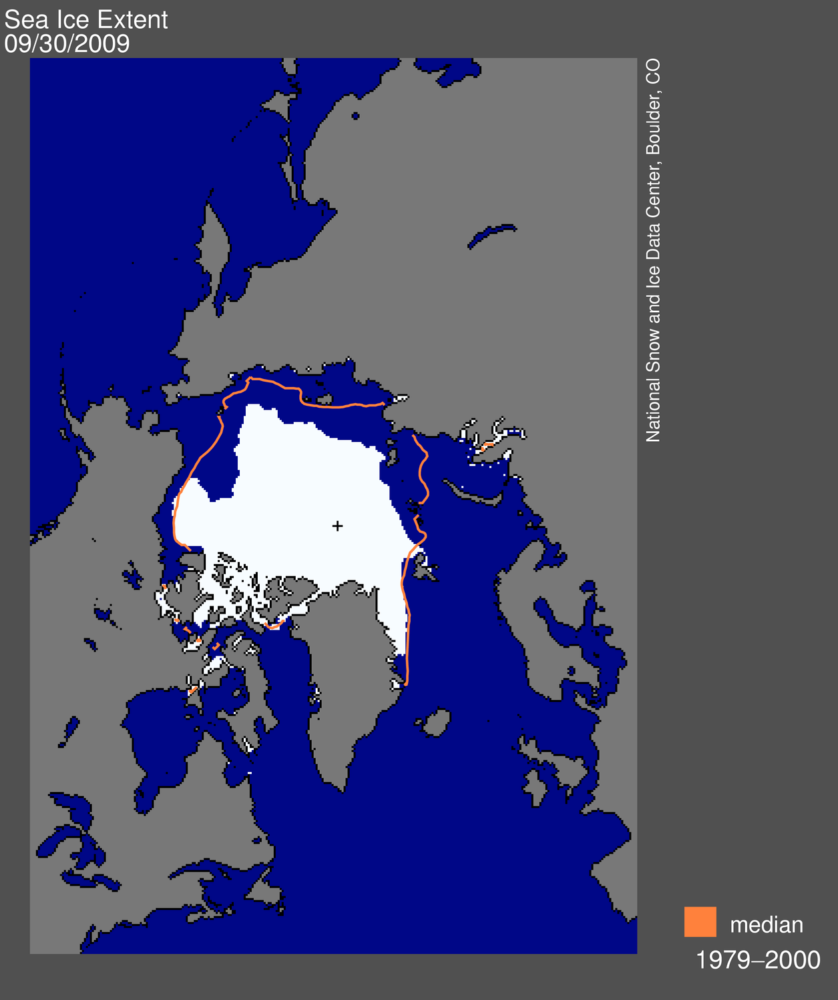 Sea Ice Extent
09/30/2009
National Snow and Ice Data Center, Boulder, CO
median
1979–2000